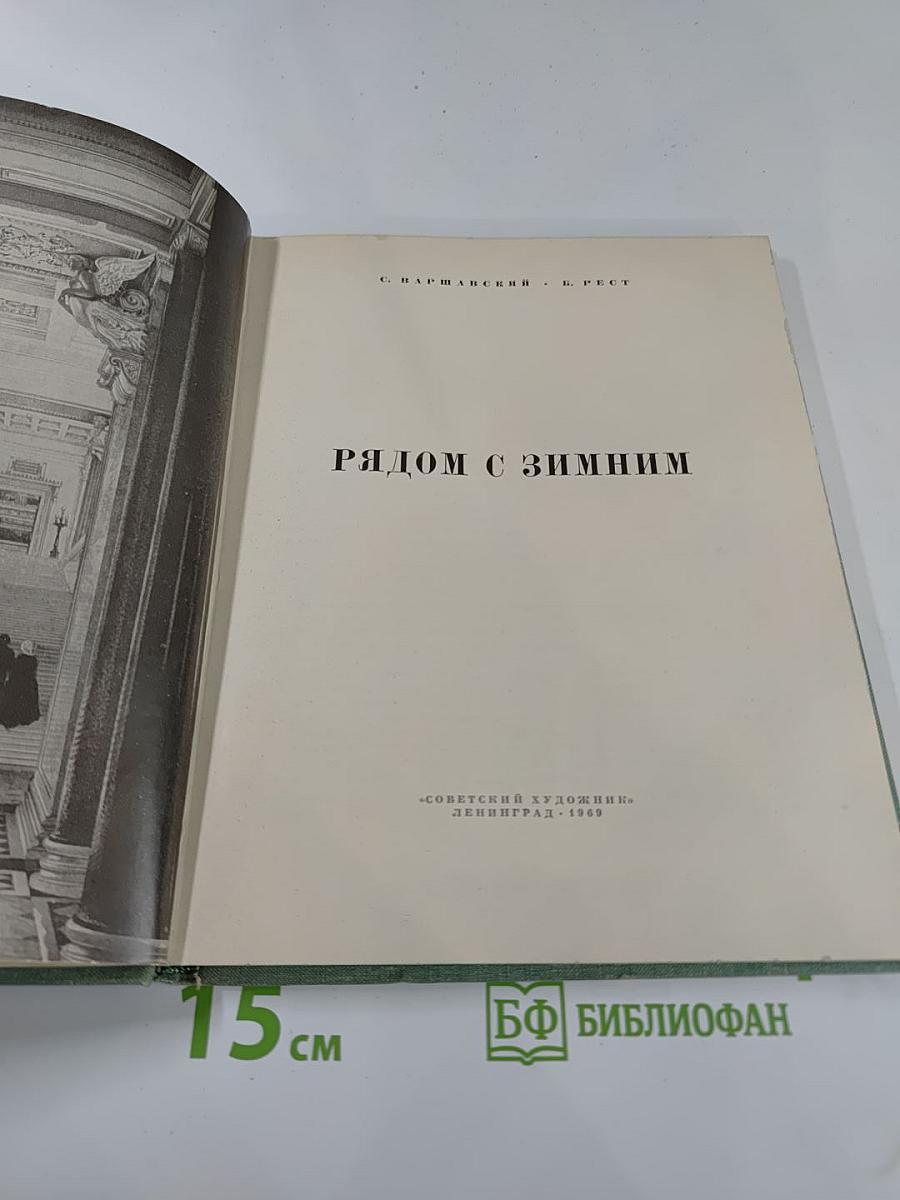 С. ВАРШАВСКИЙ · Б. РЕСТ
РЯДОМ С ЗИМНИМ
«СОВЕТСКИЙ ХУДОЖНИК»
ЛЕНИНГРАД · 1969
15 см
БФ БИБЛИОФАН